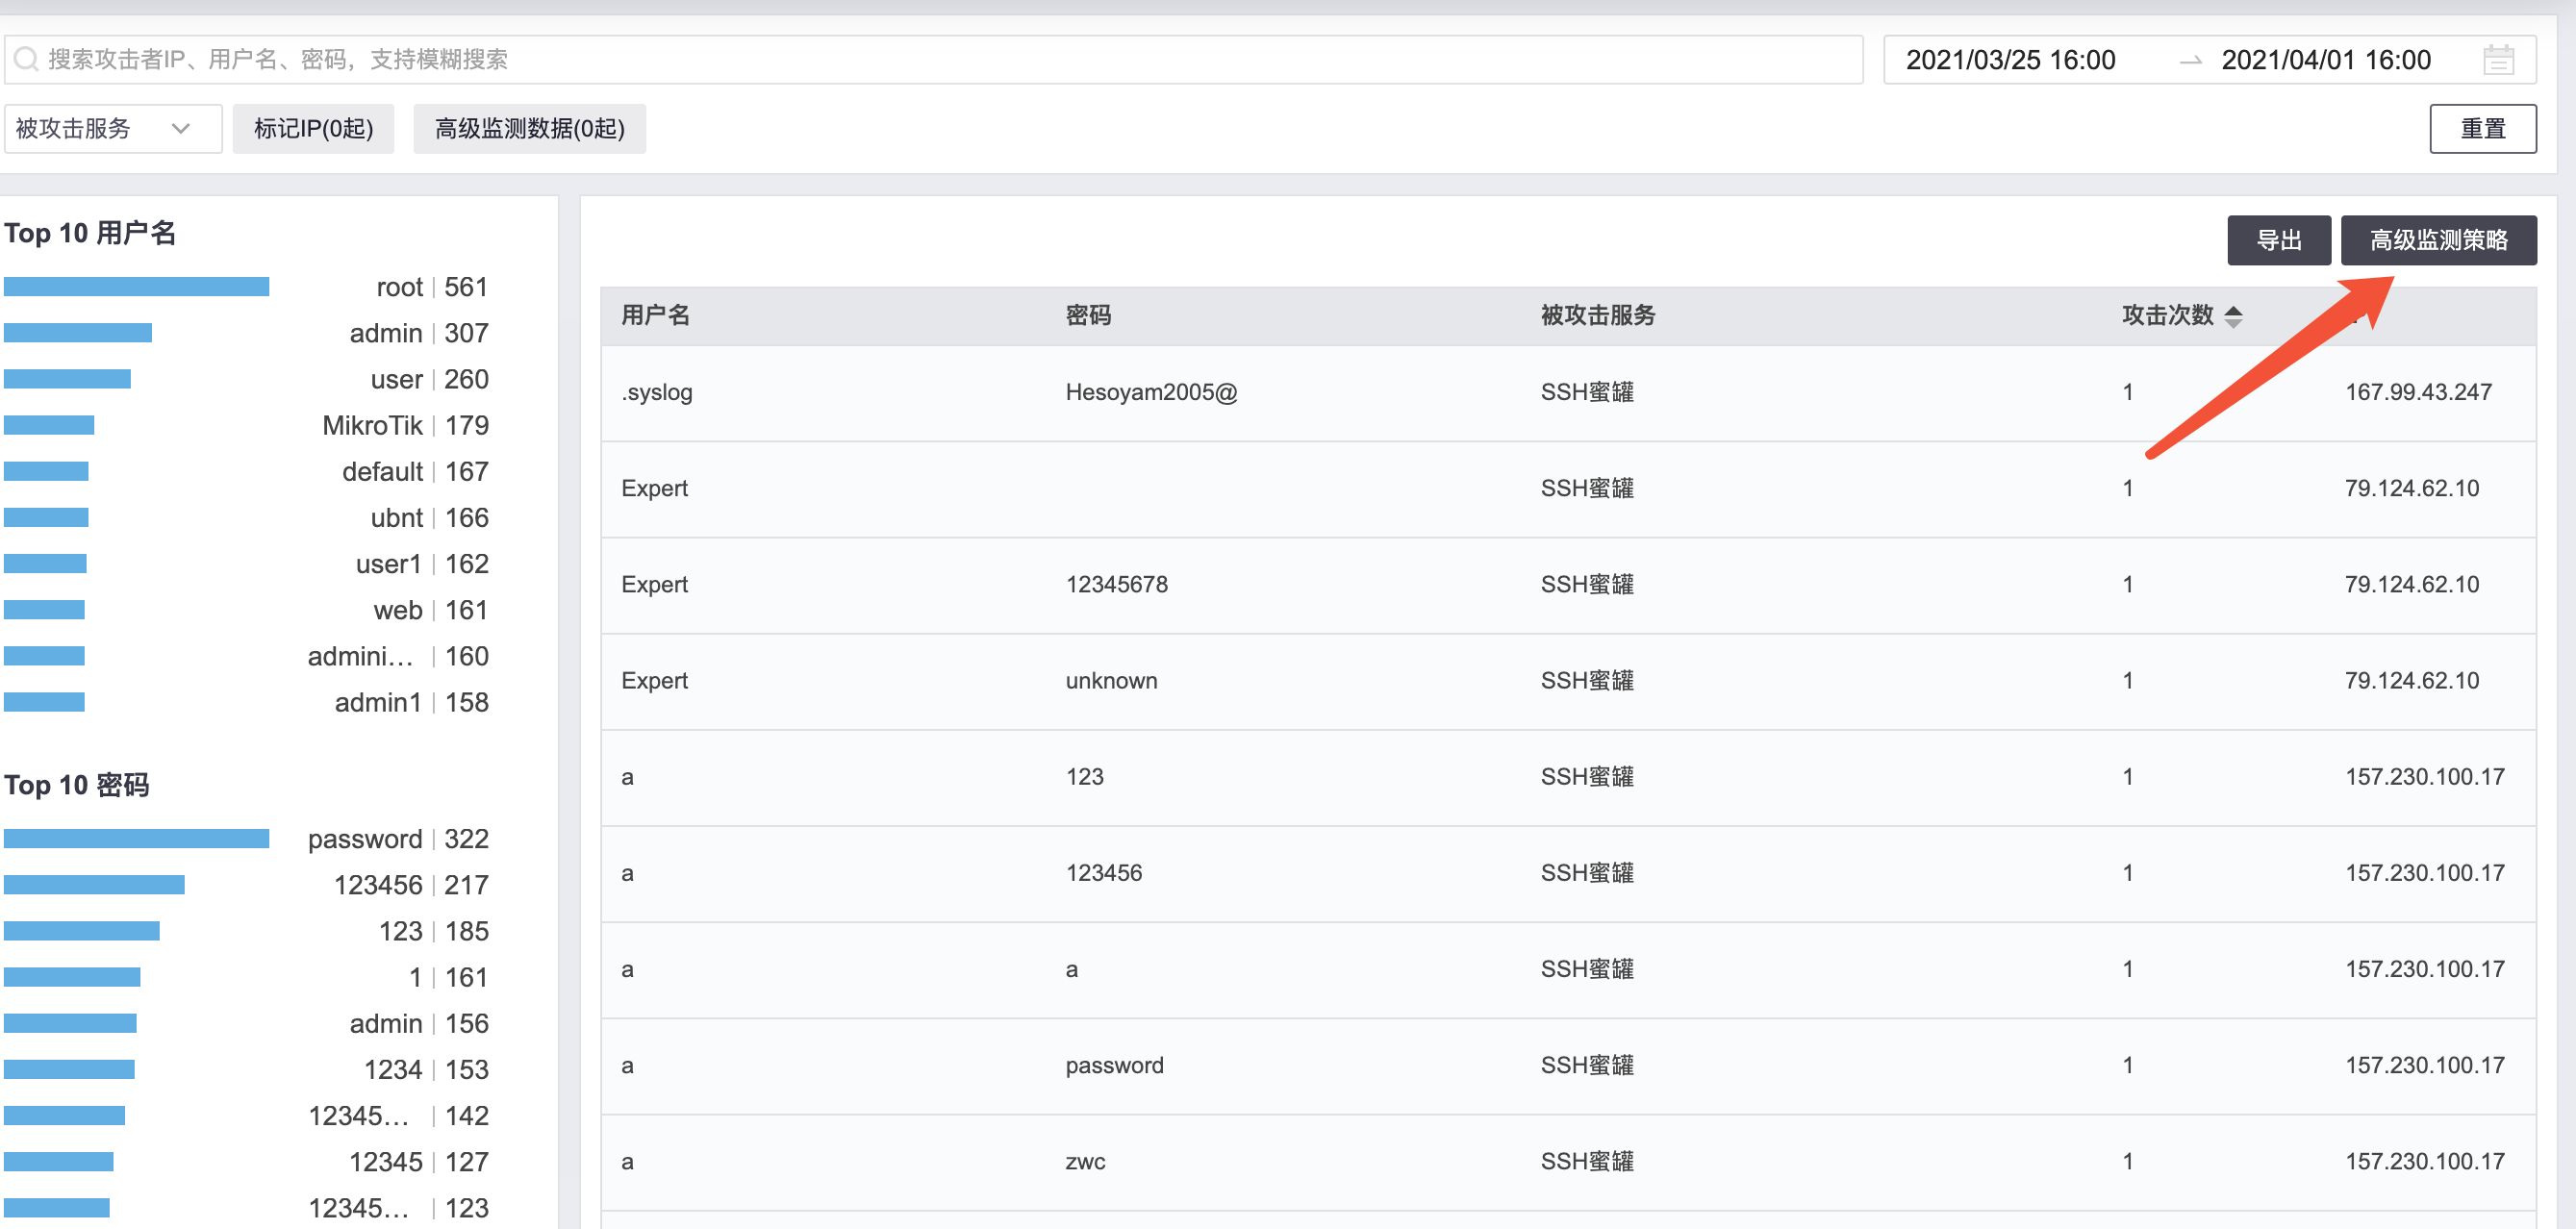 搜索攻击者IP、用户名、密码，支持模糊搜索
2021/03/25 16:00 → 2021/04/01 16:00
被攻击服务
标记IP(0起)
高级监测数据(0起)
重置
Top 10 用户名
root | 561
admin | 307
user | 260
MikroTik | 179
default | 167
ubnt | 166
user1 | 162
web | 161
admini... | 160
admin1 | 158
Top 10 密码
password | 322
123456 | 217
123 | 185
1 | 161
admin | 156
1234 | 153
12345... | 142
12345 | 127
12345... | 123
导出
高级监测策略
用户名 密码 被攻击服务 攻击次数
.syslog Hesoyam2005@ SSH蜜罐 1 167.99.43.247
Expert SSH蜜罐 1 79.124.62.10
Expert 12345678 SSH蜜罐 1 79.124.62.10
Expert unknown SSH蜜罐 1 79.124.62.10
a 123 SSH蜜罐 1 157.230.100.17
a 123456 SSH蜜罐 1 157.230.100.17
a a SSH蜜罐 1 157.230.100.17
a password SSH蜜罐 1 157.230.100.17
a zwc SSH蜜罐 1 157.230.100.17